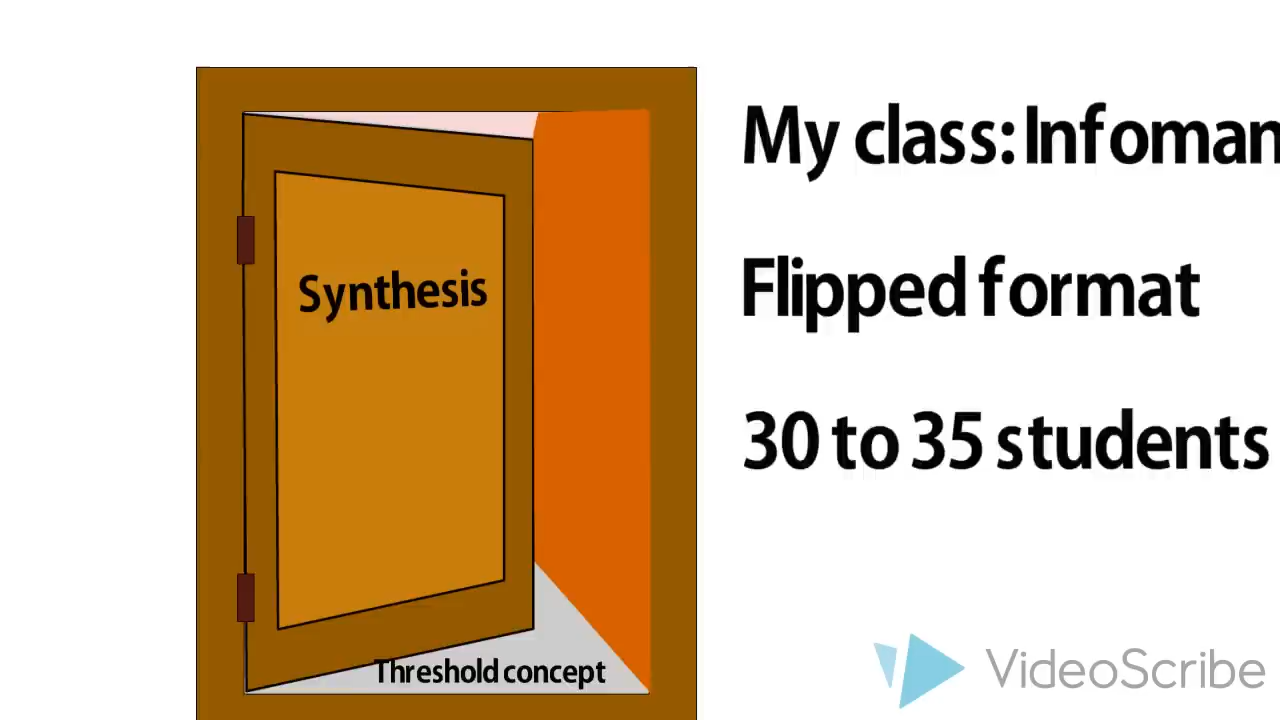 My class: Infoman
Flipped format
Synthesis
30 to 35 students
Threshold concept
VideoScribe